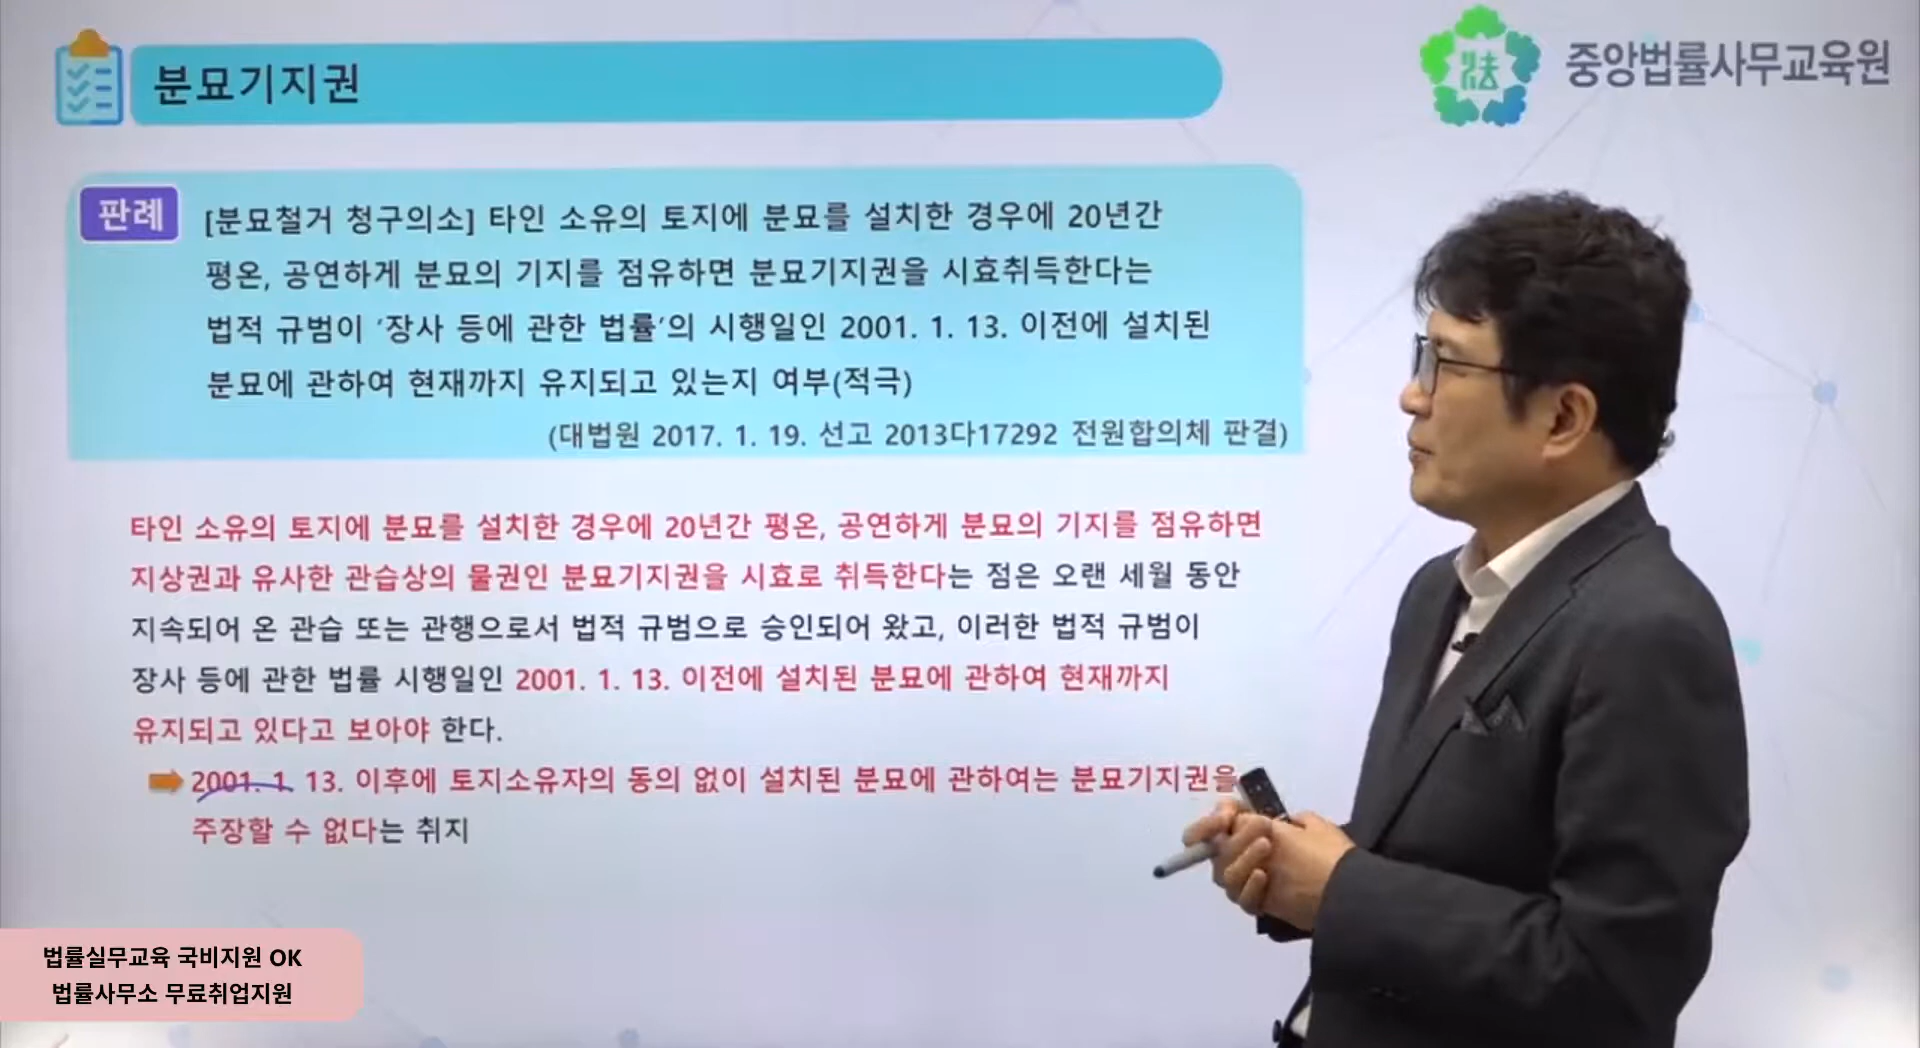 분묘기지권
중앙법률사무교육원
판례
[분묘철거 청구의소] 타인 소유의 토지에 분묘를 설치한 경우에 20년간
평온, 공연하게 분묘의 기지를 점유하면 분묘기지권을 시효취득한다는
법적 규범이 '장사 등에 관한 법률'의 시행일인 2001. 1. 13. 이전에 설치된
분묘에 관하여 현재까지 유지되고 있는지 여부(적극)
(대법원 2017. 1. 19. 선고 2013다17292 전원합의체 판결)
타인 소유의 토지에 분묘를 설치한 경우에 20년간 평온, 공연하게 분묘의 기지를 점유하면
지상권과 유사한 관습상의 물권인 분묘기지권을 시효로 취득한다는 점은 오랜 세월 동안
지속되어 온 관습 또는 관행으로서 법적 규범으로 승인되어 왔고, 이러한 법적 규범이
장사 등에 관한 법률 시행일인 2001. 1. 13. 이전에 설치된 분묘에 관하여 현재까지
유지되고 있다고 보아야 한다.
2001. 1. 13. 이후에 토지소유자의 동의 없이 설치된 분묘에 관하여는 분묘기지권을
주장할 수 없다는 취지
법률실무교육 국비지원 OK
법률사무소 무료취업지원
法